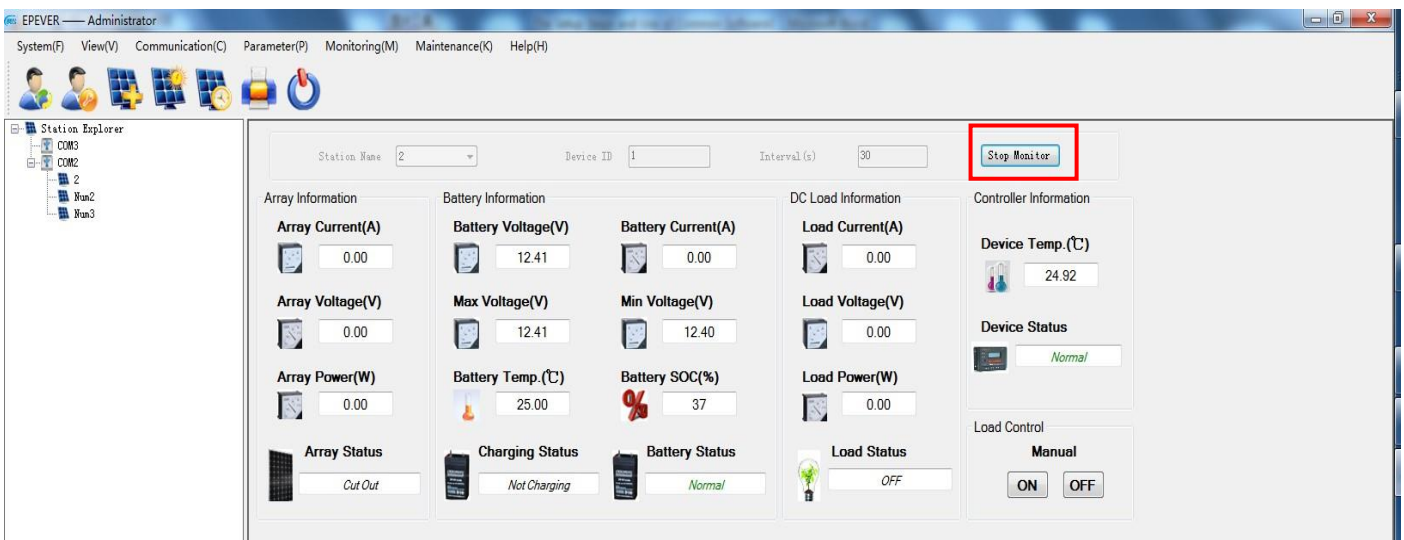 EPEVER —— Administrator
System(F) View(V) Communication(C) Parameter(P) Monitoring(M) Maintenance(K) Help(H)
Station Explorer
COM3
COM2
2
Num2
Num3
Station Name 2 Device ID 1 Interval(s) 30 Stop Monitor
Array Information Battery Information DC Load Information Controller Information
Array Current(A) Battery Voltage(V) Battery Current(A) Load Current(A)
Device Temp.(℃)
0.00 12.41 0.00 0.00
24.92
Array Voltage(V) Max Voltage(V) Min Voltage(V) Load Voltage(V)
Device Status
0.00 12.41 12.40 0.00
Normal
Array Power(W) Battery Temp.(℃) Battery SOC(%) Load Power(W)
0.00 25.00 37 0.00
Load Control
Array Status Charging Status Battery Status Load Status Manual
Cut Out Not Charging Normal OFF ON OFF